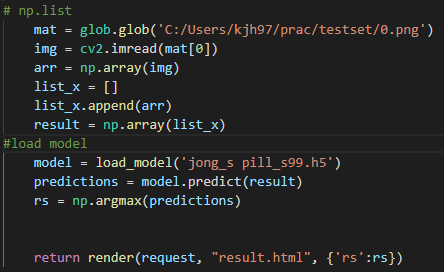 # np.list
mat = glob.glob('C:/Users/kjh97/prac/testset/0.png')
img = cv2.imread(mat[0])
arr = np.array(img)
list_x = []
list_x.append(arr)
result = np.array(list_x)
#load model
model = load_model('jong_s pill_s99.h5')
predictions = model.predict(result)
rs = np.argmax(predictions)
return render(request, "result.html", {'rs':rs})